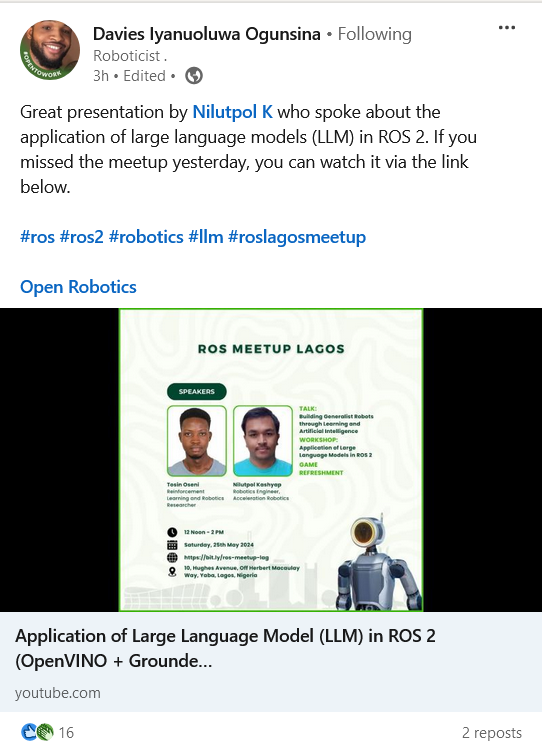 Davies Iyanuoluwa Ogunsina • Following
Roboticist .
3h • Edited •
#OPENTOWORK
Great presentation by Nilutpol K who spoke about the
application of large language models (LLM) in ROS 2. If you
missed the meetup yesterday, you can watch it via the link
below.
#ros #ros2 #robotics #llm #roslagosmeetup
Open Robotics
ROS MEETUP LAGOS
SPEAKERS
Tosin Oseni
Reinforcement
Learning and Robotics
Researcher
Nilutpol Kashyap
Robotics Engineer,
Acceleration Robotics
TALK:
Building Generalist Robots
through Learning and
Artificial Intelligence
WORKSHOP:
Application of Large
Language Models in ROS 2
GAME
REFRESHMENT
12 Noon - 2 PM
Saturday, 25th May 2024
https://bit.ly/ros-meetup-lag
10, Hughes Avenue, Off Herbert Macaulay
Way, Yaba, Lagos, Nigeria
Application of Large Language Model (LLM) in ROS 2
(OpenVINO + Grounde...
youtube.com
16
2 reposts